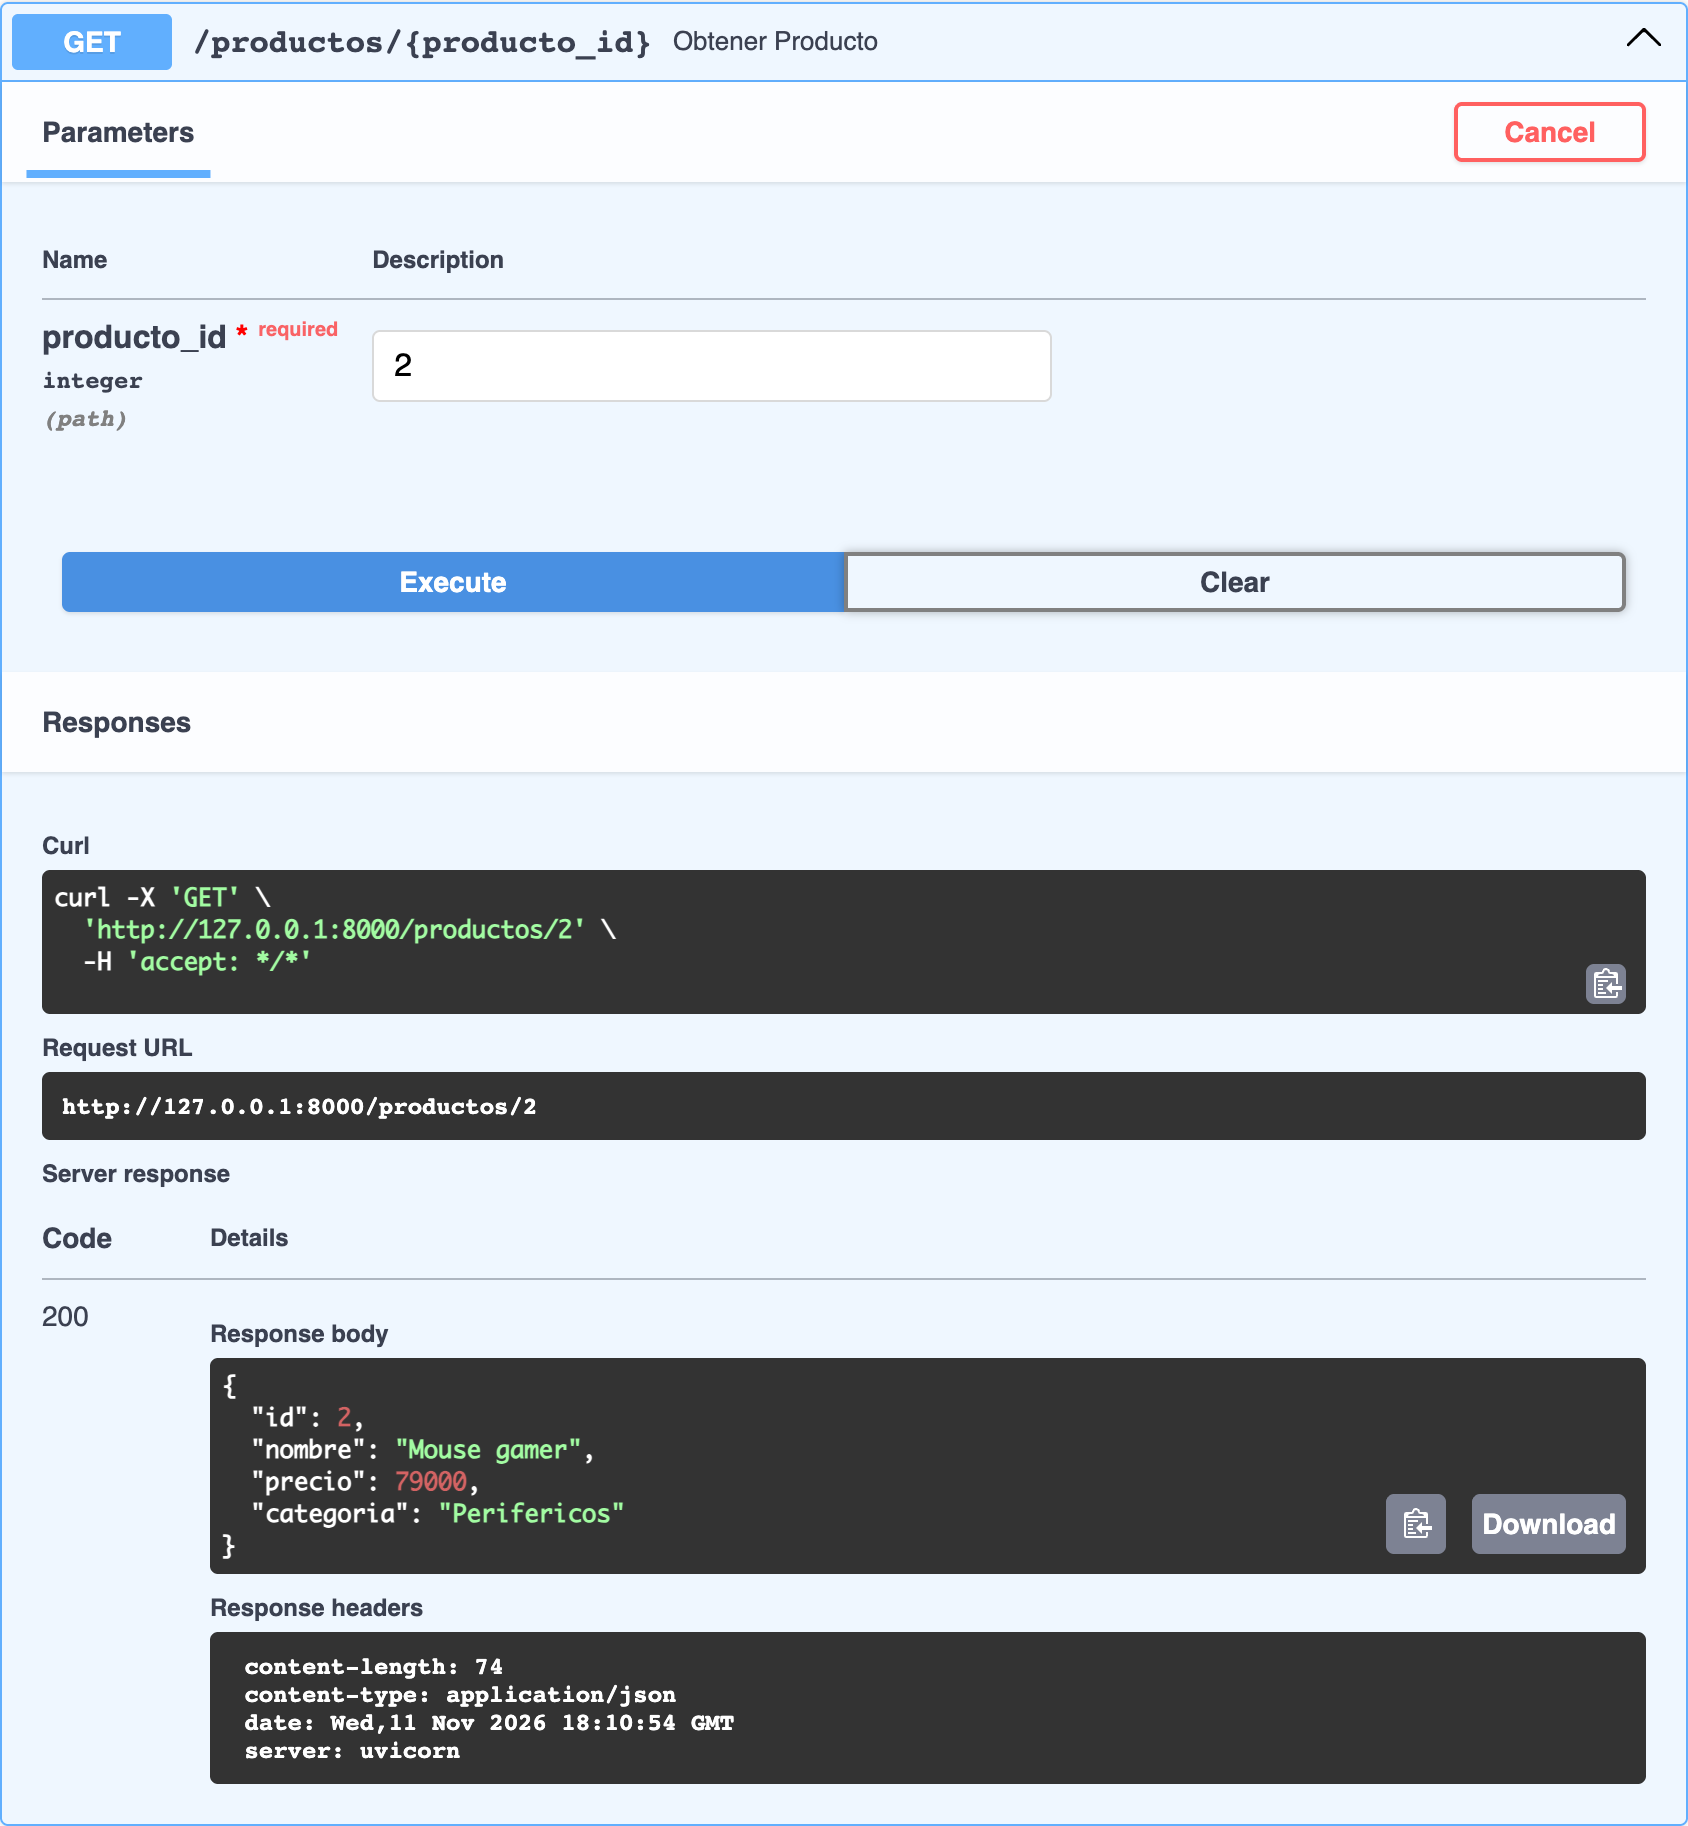 GET /productos/{producto_id} Obtener Producto
Parameters
Cancel
Name Description
producto_id * required
integer
(path)
2
Execute Clear
Responses
Curl
curl -X 'GET' \
  'http://127.0.0.1:8000/productos/2' \
  -H 'accept: */*'
Request URL
http://127.0.0.1:8000/productos/2
Server response
Code Details
200
Response body
{
  "id": 2,
  "nombre": "Mouse gamer",
  "precio": 79000,
  "categoria": "Perifericos"
}
Download
Response headers
content-length: 74
content-type: application/json
date: Wed,11 Nov 2026 18:10:54 GMT
server: uvicorn